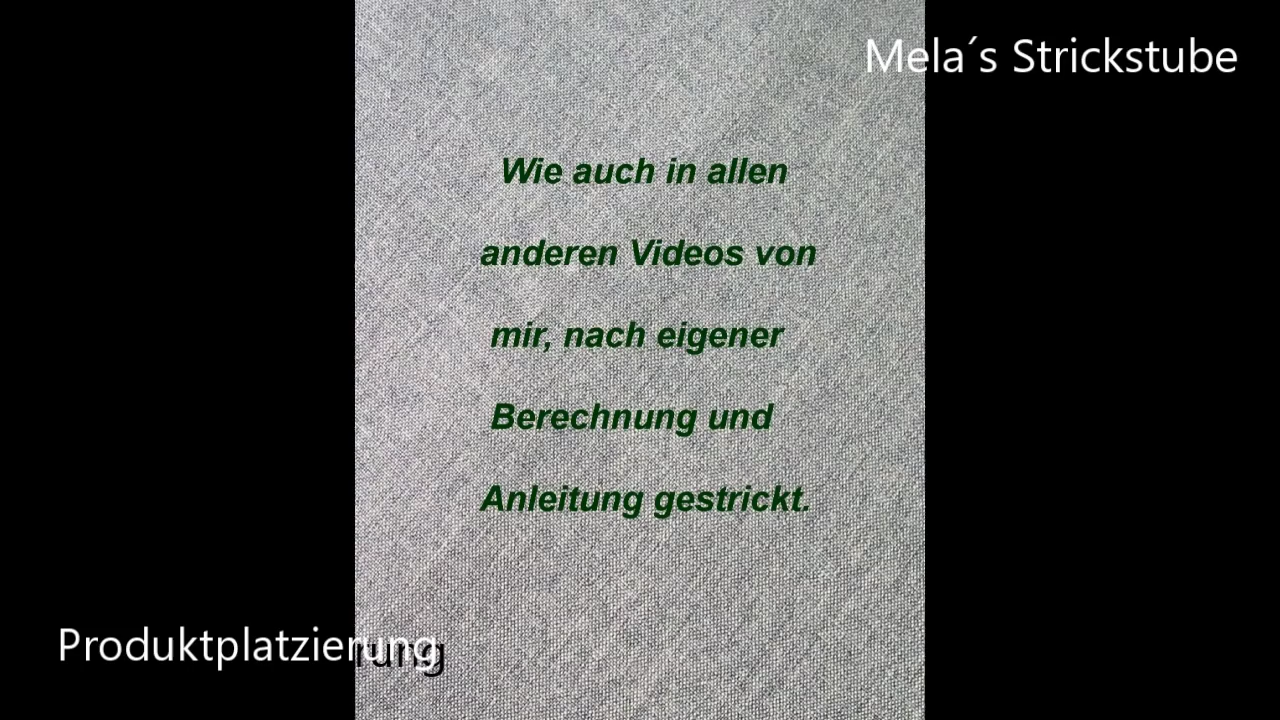 Mela´s Strickstube
Wie auch in allen
anderen Videos von
mir, nach eigener
Berechnung und
Anleitung gestrickt.
Produktplatzierung